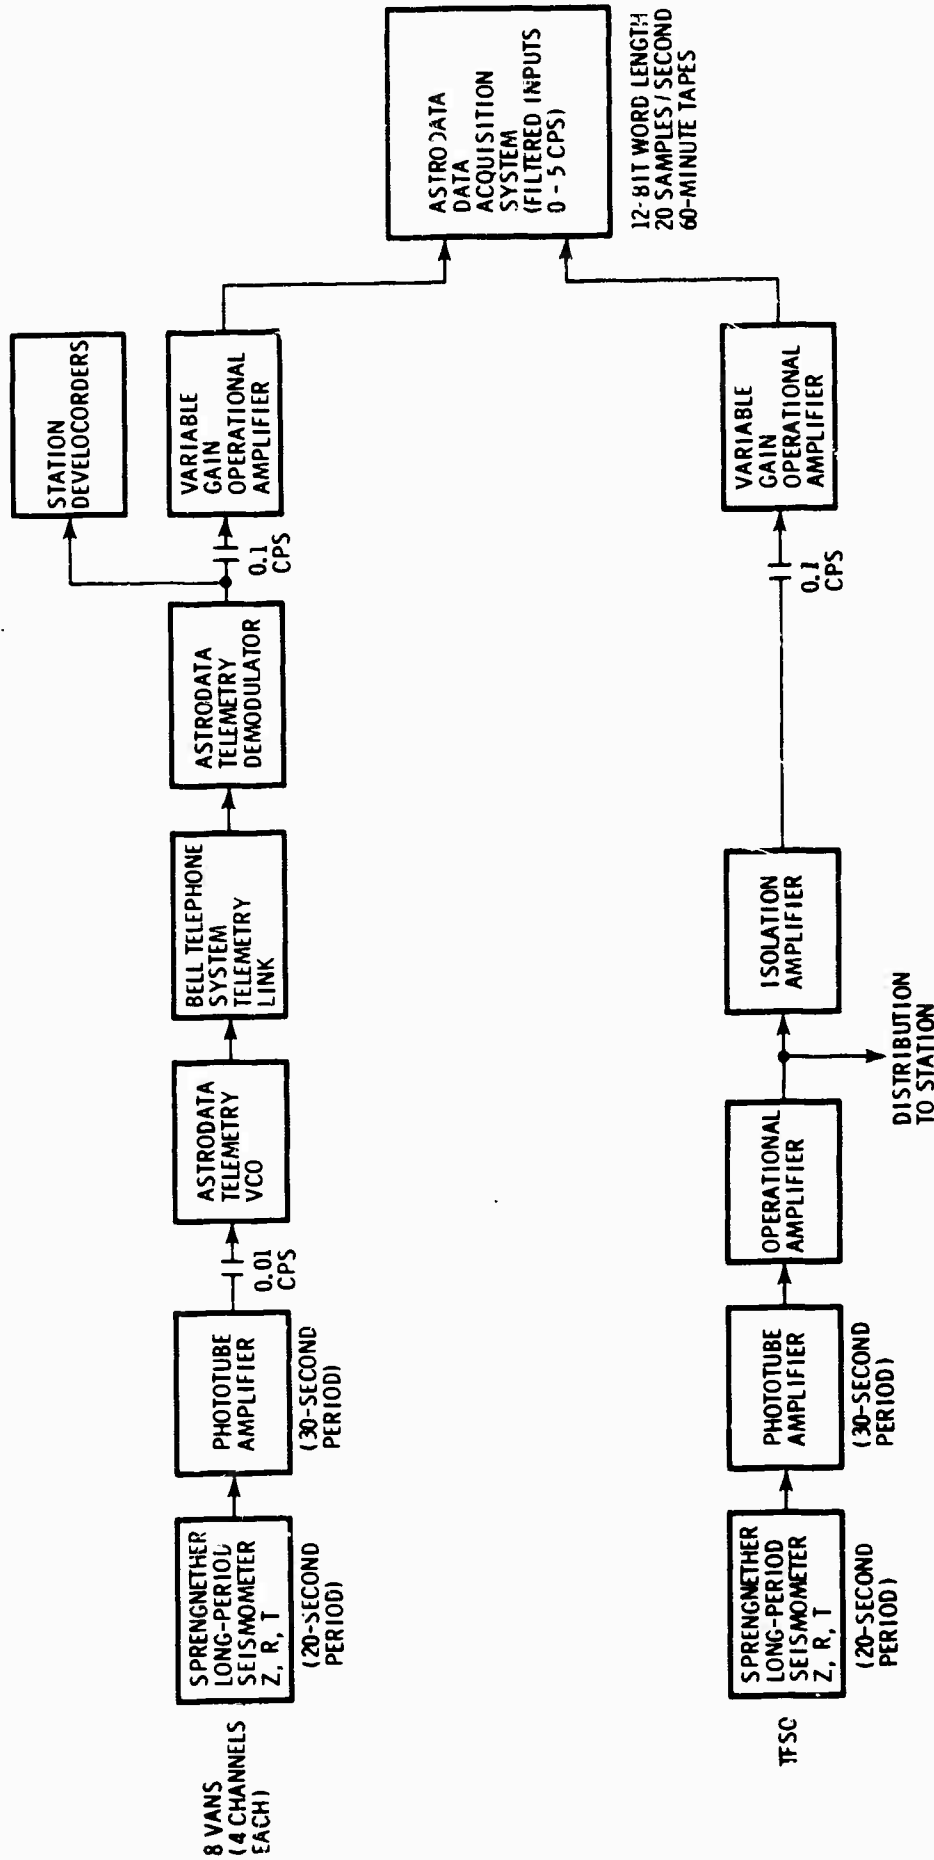 8 VANS
(4 CHANNELS
EACH)
SPRENGNETHER
LONG-PERIOD
SEISMOMETER
Z, R, T
(20-SECOND
PERIOD)
PHOTOTUBE
AMPLIFIER
(30-SECOND
PERIOD)
0.01
CPS
ASTRODATA
TELEMETRY
VCO
BELL TELEPHONE
SYSTEM
TELEMETRY
LINK
ASTRODATA
TELEMETRY
DEMODULATOR
0.1
CPS
STATION
DEVELOCORDERS
VARIABLE
GAIN
OPERATIONAL
AMPLIFIER
ASTRODATA
DATA
ACQUISITION
SYSTEM
(FILTERED INPUTS
0 - 5 CPS)
12-BIT WORD LENGTH
20 SAMPLES/SECOND
60-MINUTE TAPES
TFSO
SPRENGNETHER
LONG-PERIOD
SEISMOMETER
Z, R, T
(20-SECOND
PERIOD)
PHOTOTUBE
AMPLIFIER
(30-SECOND
PERIOD)
OPERATIONAL
AMPLIFIER
DISTRIBUTION
TO STATION
ISOLATION
AMPLIFIER
0.1
CPS
VARIABLE
GAIN
OPERATIONAL
AMPLIFIER